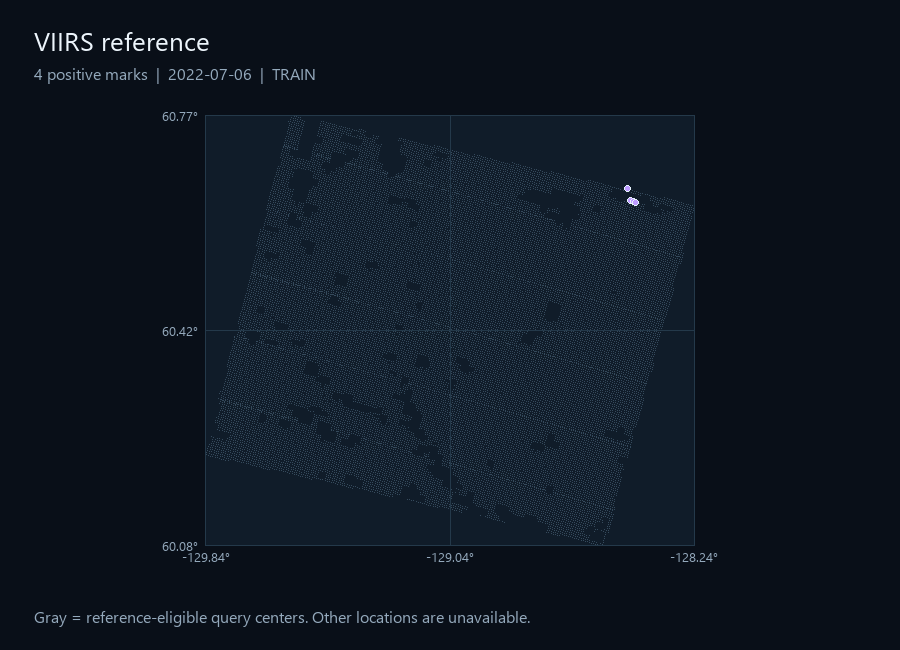 VIIRS reference
4 positive marks | 2022-07-06 | TRAIN
60.77°
60.42°
60.08°
-129.84°
-129.04°
-128.24°
Gray = reference-eligible query centers. Other locations are unavailable.